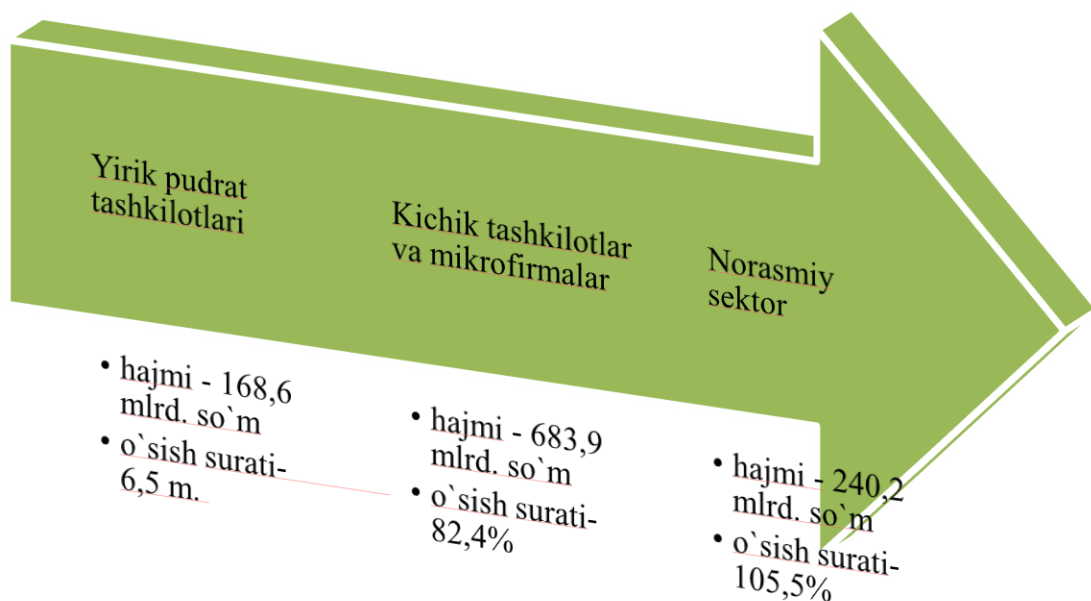 Yirik pudrat
tashkilotlari
• hajmi - 168,6
mlrd. so`m
• o`sish surati-
6,5 m.
Kichik tashkilotlar
va mikrofirmalar
• hajmi - 683,9
mlrd. so`m
• o`sish surati-
82,4%
Norasmiy
sektor
• hajmi - 240,2
mlrd. so`m
• o`sish surati-
105,5%